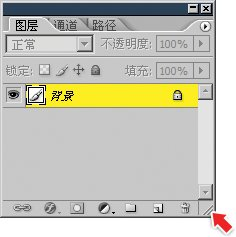 图层 通道 路径
正常 不透明度: 100%
锁定: 填充: 100%
背景